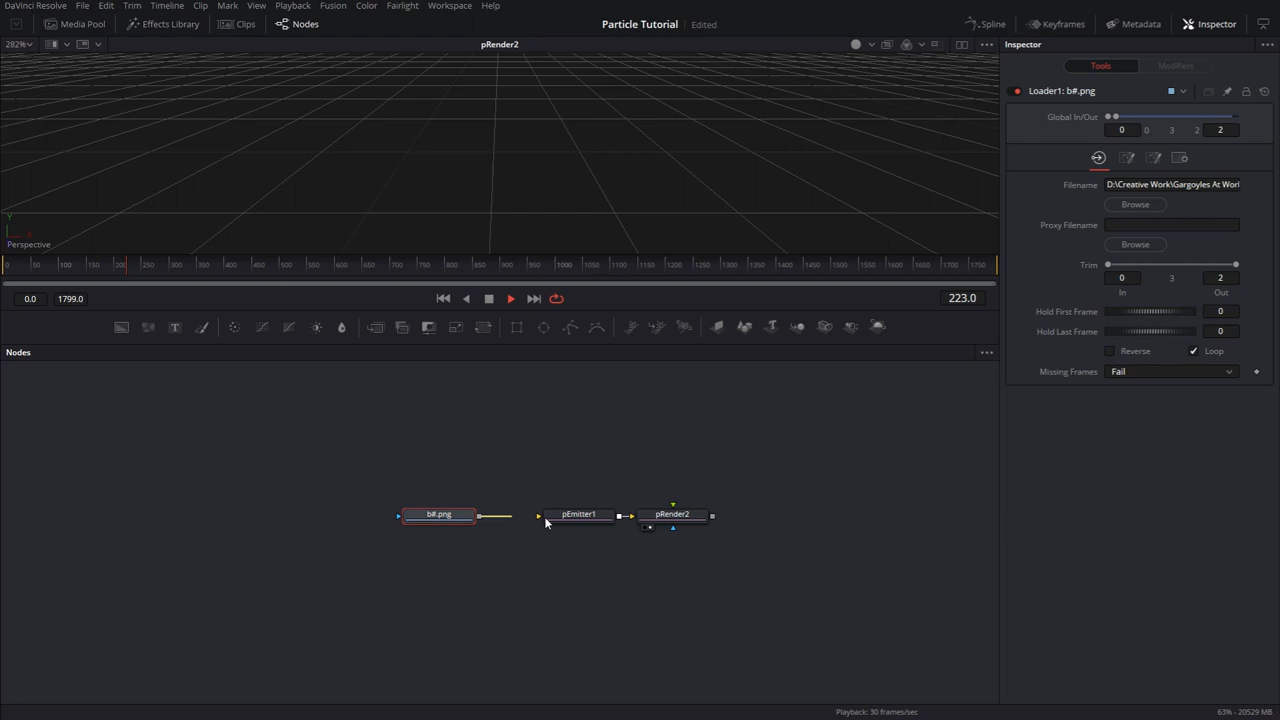 DaVinci Resolve File Edit Trim Timeline Clip Mark View Playback Fusion Color Fairlight Workspace Help
Media Pool Effects Library Clips Nodes Particle Tutorial Edited Spline Keyframes Metadata Inspector
282% pRender2 Inspector
Tools Modifiers
Loader1: b#.png
Global In/Out
0 0 3 2 2
Filename D:\Creative Work\Gargoyles At Worl
Browse
Proxy Filename
Browse
Trim
0 3 2
In Out
Hold First Frame 0
Hold Last Frame 0
Reverse Loop
Missing Frames Fail
Y
X
Perspective
0 50 100 150 200 250 300 350 400 450 500 550 600 650 700 750 800 850 900 950 1000 1050 1100 1150 1200 1250 1300 1350 1400 1450 1500 1550 1600 1650 1700 1750
0.0 1799.0 223.0
T
Nodes
b#.png pEmitter1 pRender2
Playback: 30 frames/sec 63% - 20529 MB